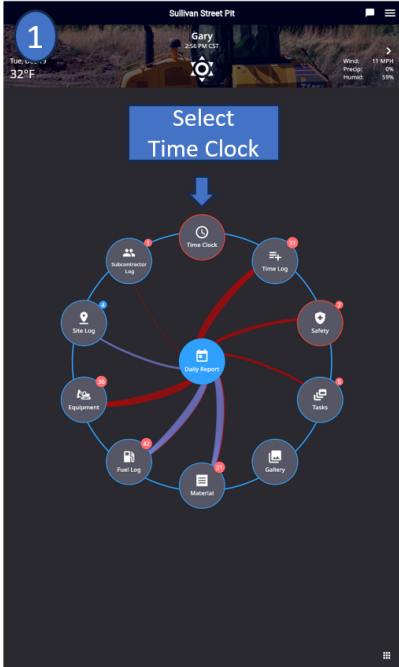 Sullivan Street Pit
1
Gary
2:56 PM CST
32°F
Wind: 11 MPH
Precip: 0%
Humid: 59%
Select
Time Clock
Time Clock
1
Subcontractor
Log
31
Time Log
4
Site Log
7
Safety
Daily Report
36
Equipment
5
Tasks
42
Fuel Log
21
Material
Gallery